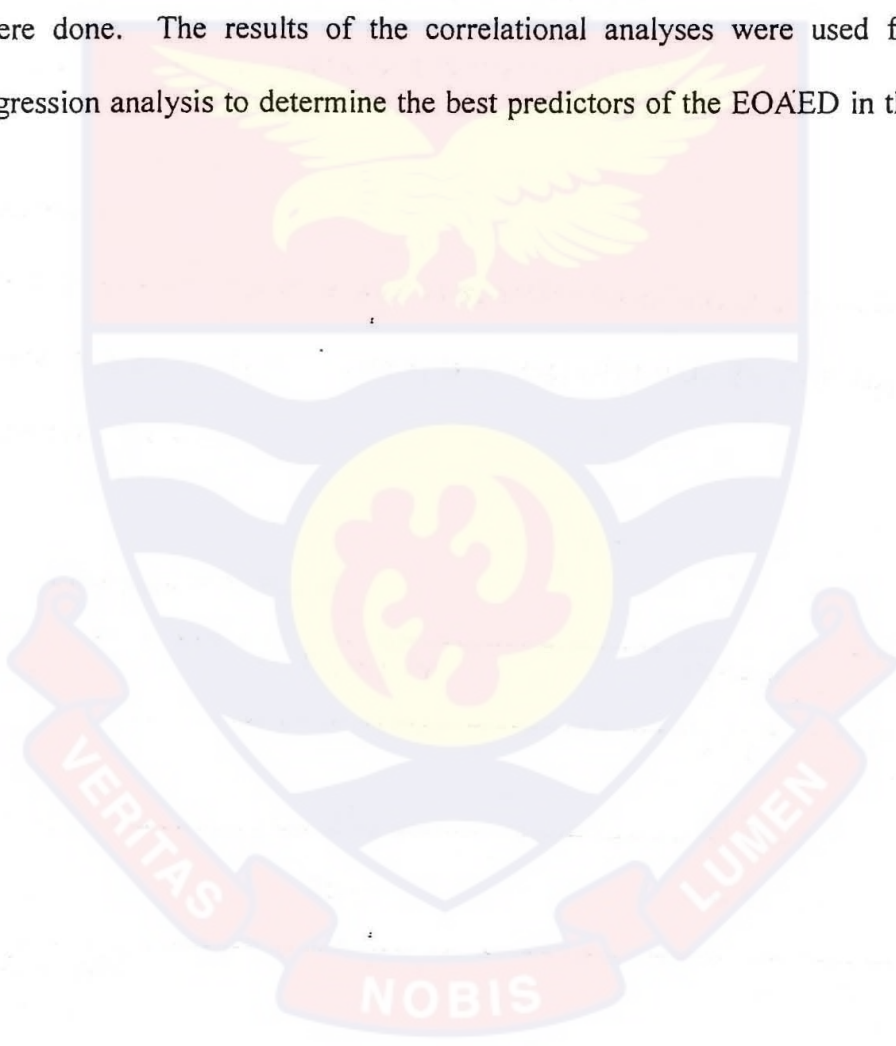 ere done. The results of the correlational analyses were used f
gression analysis to determine the best predictors of the EOAED in t
VERITAS
NOBIS
LUMEN